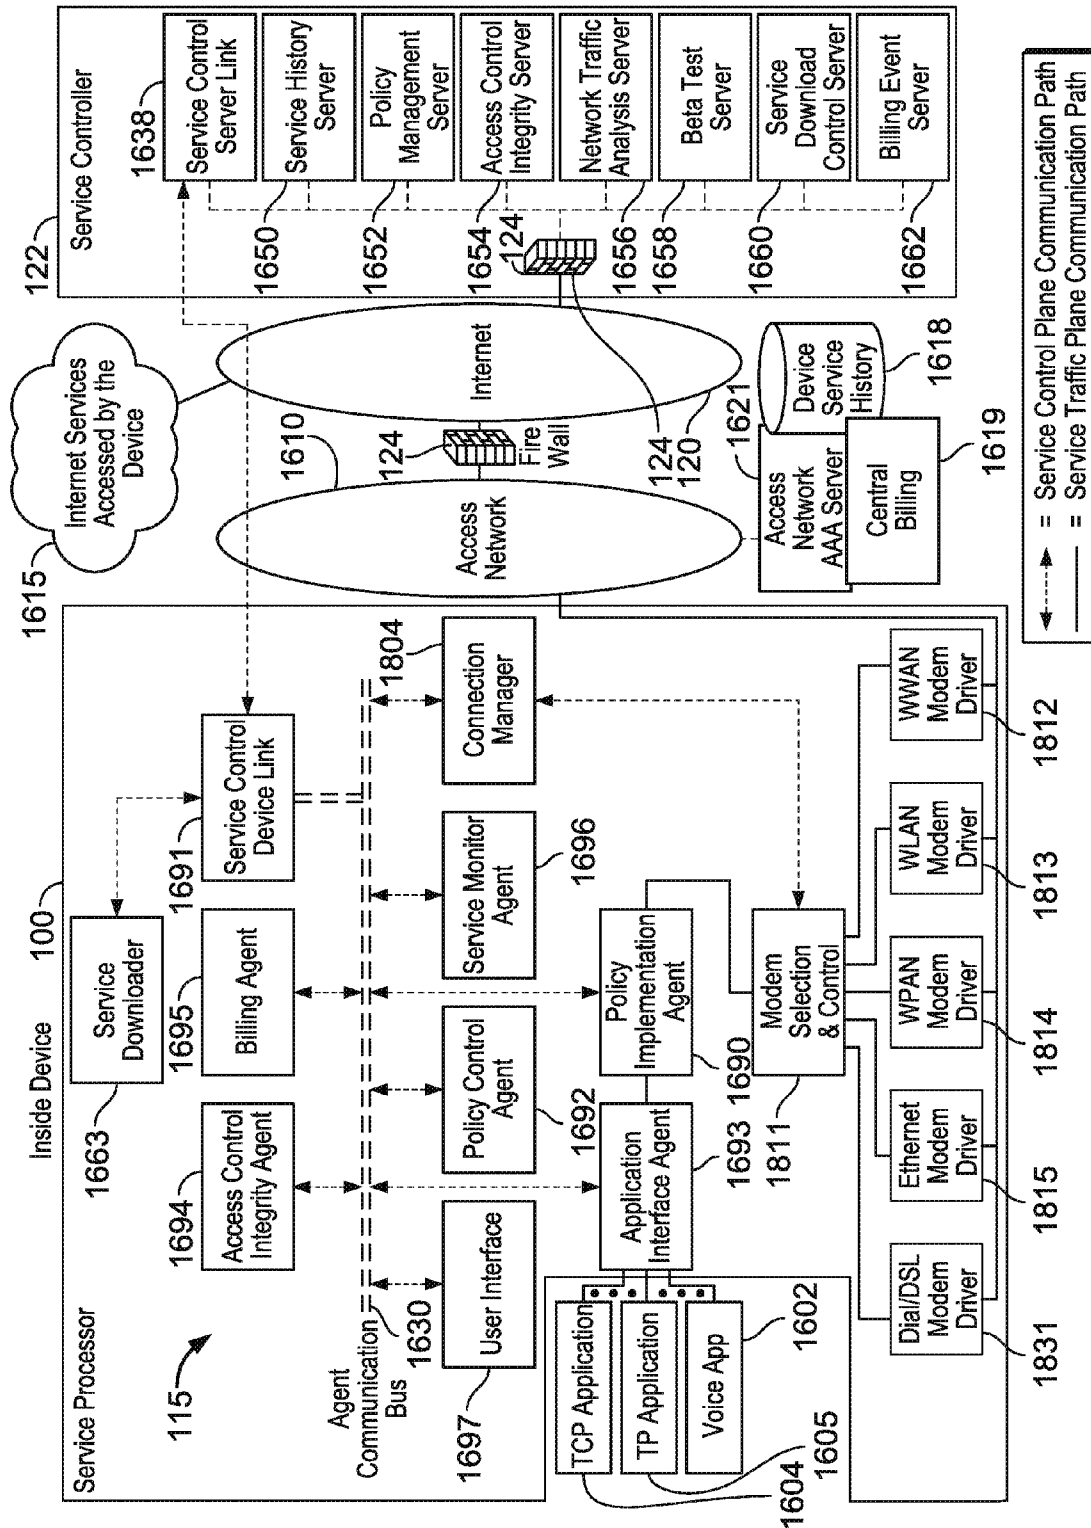 Inside Device
100
Service Processor
115
1663
Service
Downloader
1694
Access Control
Integrity Agent
1695
Billing Agent
1691
Service Control
Device Link
Agent
Communication
Bus
1630
1697
User Interface
Policy Control
Agent
1692
Service Monitor
Agent
1696
1804
Connection
Manager
TCP Application
TP Application
Voice App
1604
1605
1602
Application
Interface Agent
1693
Policy
Implementation
Agent
1690
Modem
Selection
& Control
1811
Dial/DSL
Modem
Driver
1831
Ethernet
Modem
Driver
1815
WPAN
Modem
Driver
1814
WLAN
Modem
Driver
1813
WWAN
Modem
Driver
1812
1615
Internet Services
Accessed by the
Device
1610
Access
Network
124
Fire
Wall
Internet
124
120
1621
Access
Network
AAA Server
Device
Service
History
1618
Central
Billing
1619
122
Service Controller
1638
Service Control
Server Link
1650
Service History
Server
1652
Policy
Management
Server
1654
Access Control
Integrity Server
124
1656
Network Traffic
Analysis Server
1658
Beta Test
Server
1660
Service
Download
Control Server
1662
Billing Event
Server
= Service Control Plane Communication Path
= Service Traffic Plane Communication Path